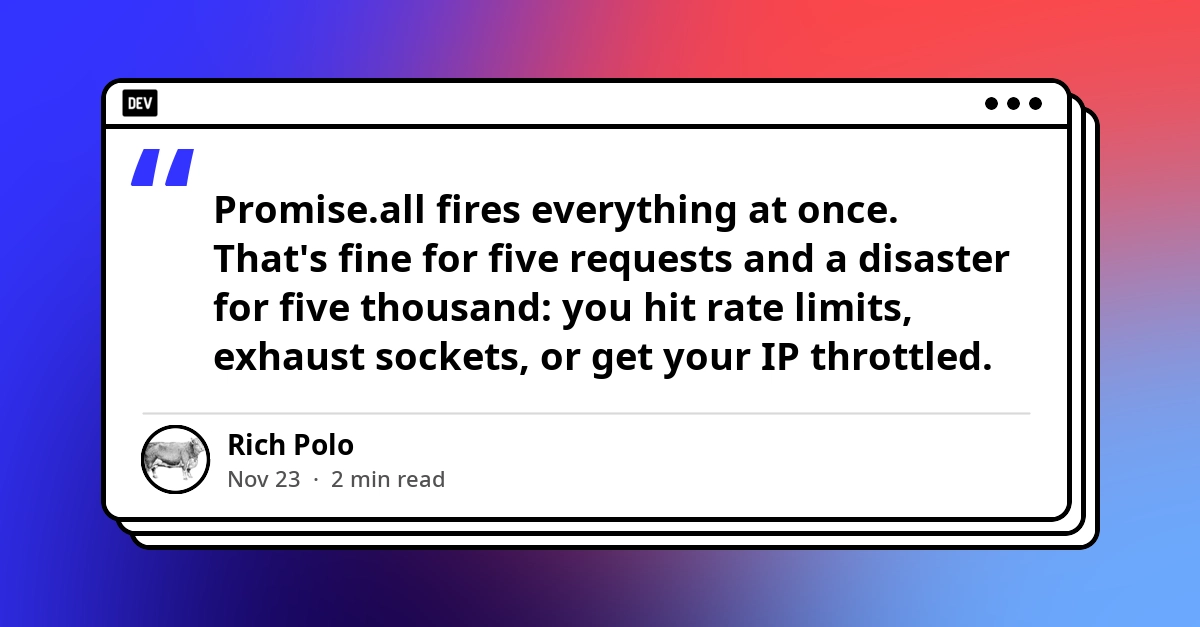 DEV
Promise.all fires everything at once.
That's fine for five requests and a disaster
for five thousand: you hit rate limits,
exhaust sockets, or get your IP throttled.
Rich Polo
Nov 23 · 2 min read